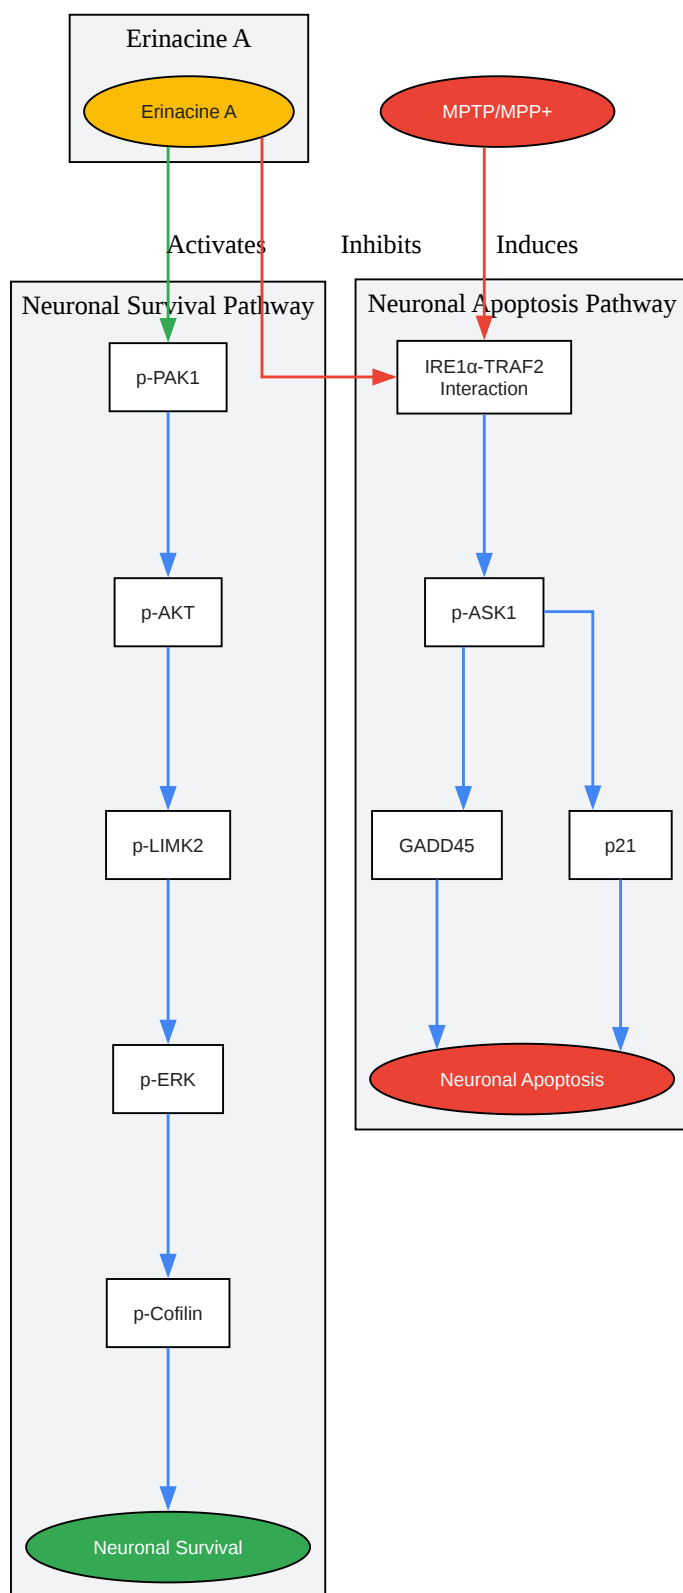 Erinacine A
Erinacine A
MPTP/MPP+
Activates
Inhibits
Induces
Neuronal Survival Pathway
Neuronal Apoptosis Pathway
p-PAK1
IRE1α-TRAF2
Interaction
p-AKT
p-ASK1
p-LIMK2
GADD45
p21
p-ERK
Neuronal Apoptosis
p-Cofilin
Neuronal Survival